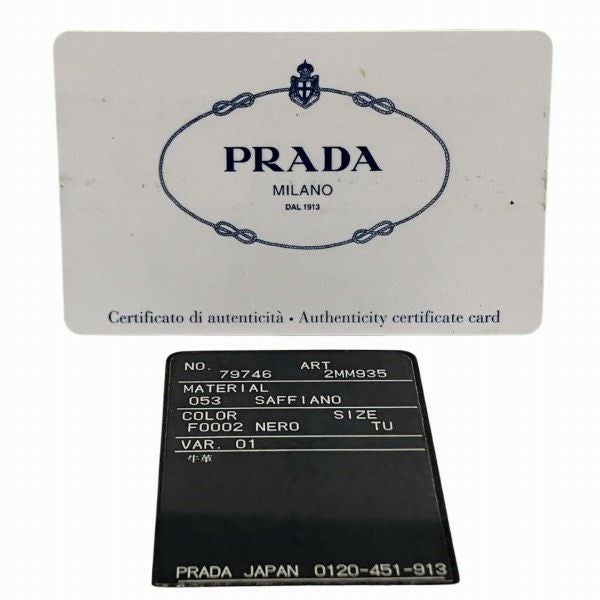 PRADA
MILANO
DAL 1913
Certificato di autenticità • Authenticity certificate card
NO. ART
79746 2MM935
MATERIAL
053 SAFFIANO
COLOR SIZE
F0002 NERO TU
VAR. 01
牛革
PRADA JAPAN 0120-451-913